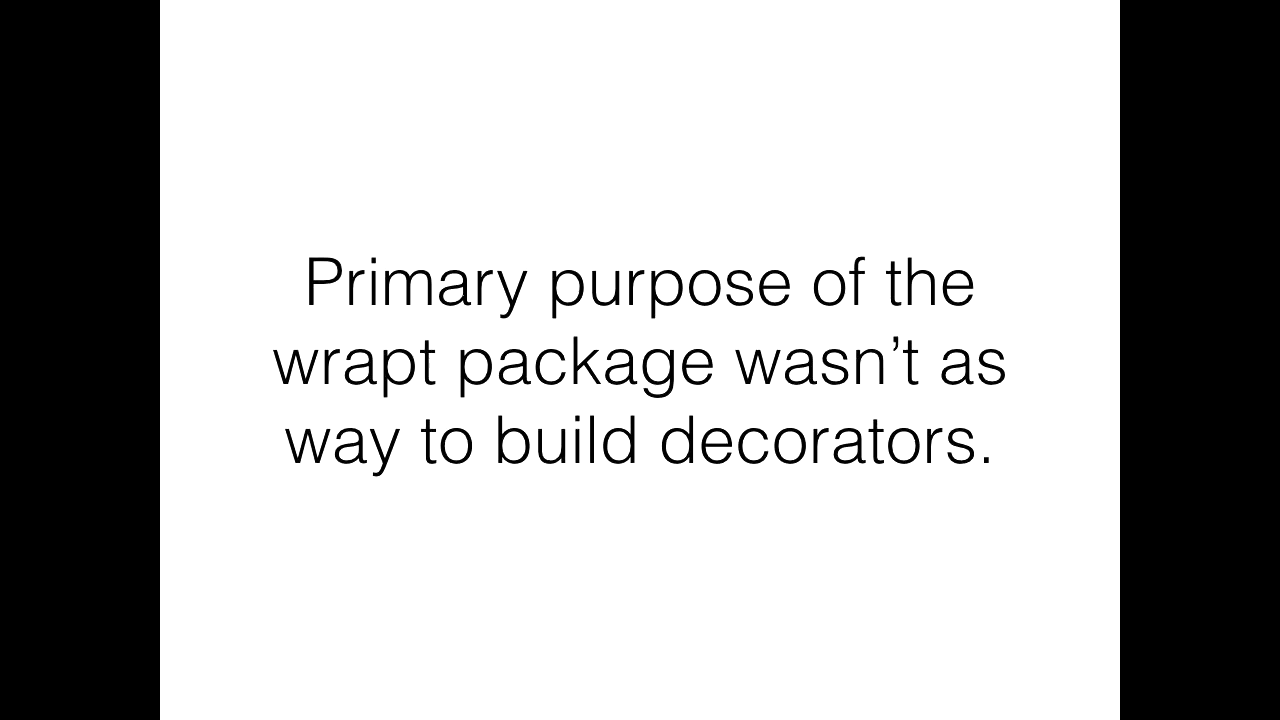 Primary purpose of the
wrapt package wasn’t as
way to build decorators.